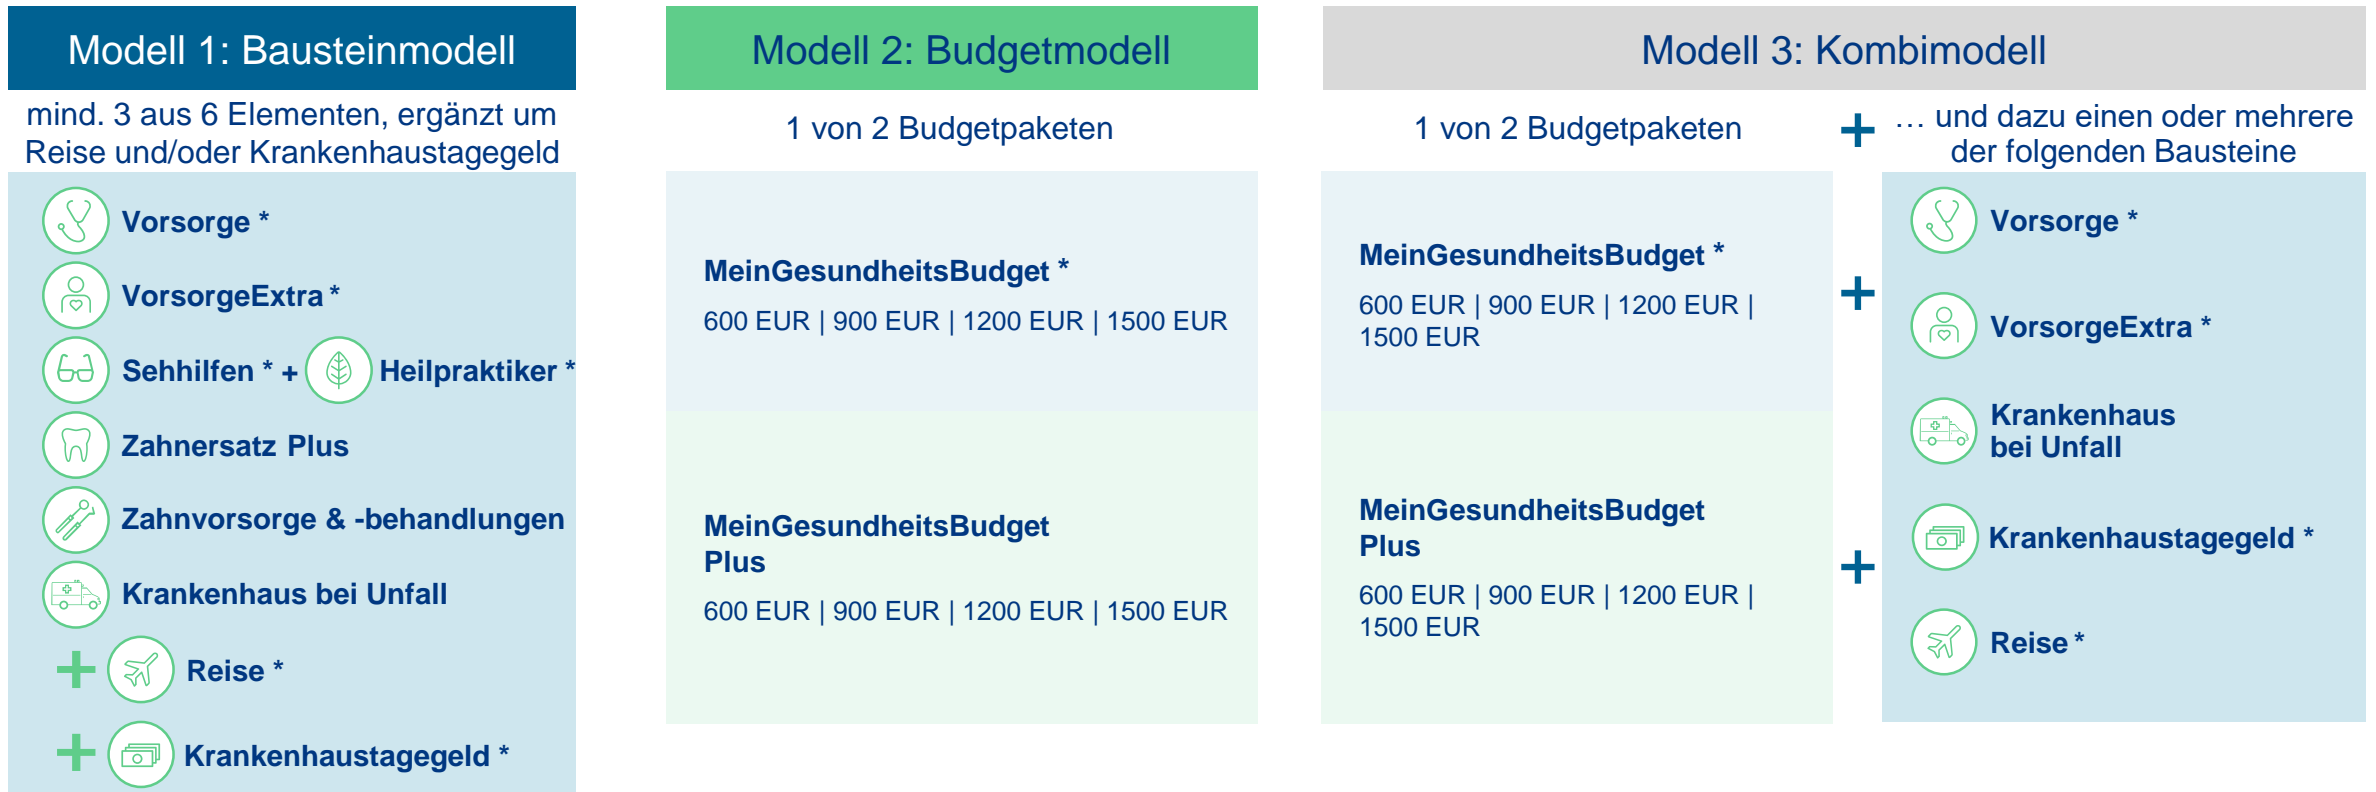 Modell 1: Bausteinmodell
mind. 3 aus 6 Elementen, ergänzt um
Reise und/oder Krankenhaustagegeld
Vorsorge *
VorsorgeExtra *
Sehhilfen * + Heilpraktiker *
Zahnersatz Plus
Zahnvorsorge & -behandlungen
Krankenhaus bei Unfall
+ Reise *
+ Krankenhaustagegeld *
Modell 2: Budgetmodell
1 von 2 Budgetpaketen
MeinGesundheitsBudget *
600 EUR | 900 EUR | 1200 EUR | 1500 EUR
MeinGesundheitsBudget
Plus
600 EUR | 900 EUR | 1200 EUR | 1500 EUR
Modell 3: Kombimodell
1 von 2 Budgetpaketen
MeinGesundheitsBudget *
600 EUR | 900 EUR | 1200 EUR |
1500 EUR
MeinGesundheitsBudget
Plus
600 EUR | 900 EUR | 1200 EUR |
1500 EUR
+
+
+
… und dazu einen oder mehrere
der folgenden Bausteine
Vorsorge *
VorsorgeExtra *
Krankenhaus
bei Unfall
Krankenhaustagegeld *
Reise *